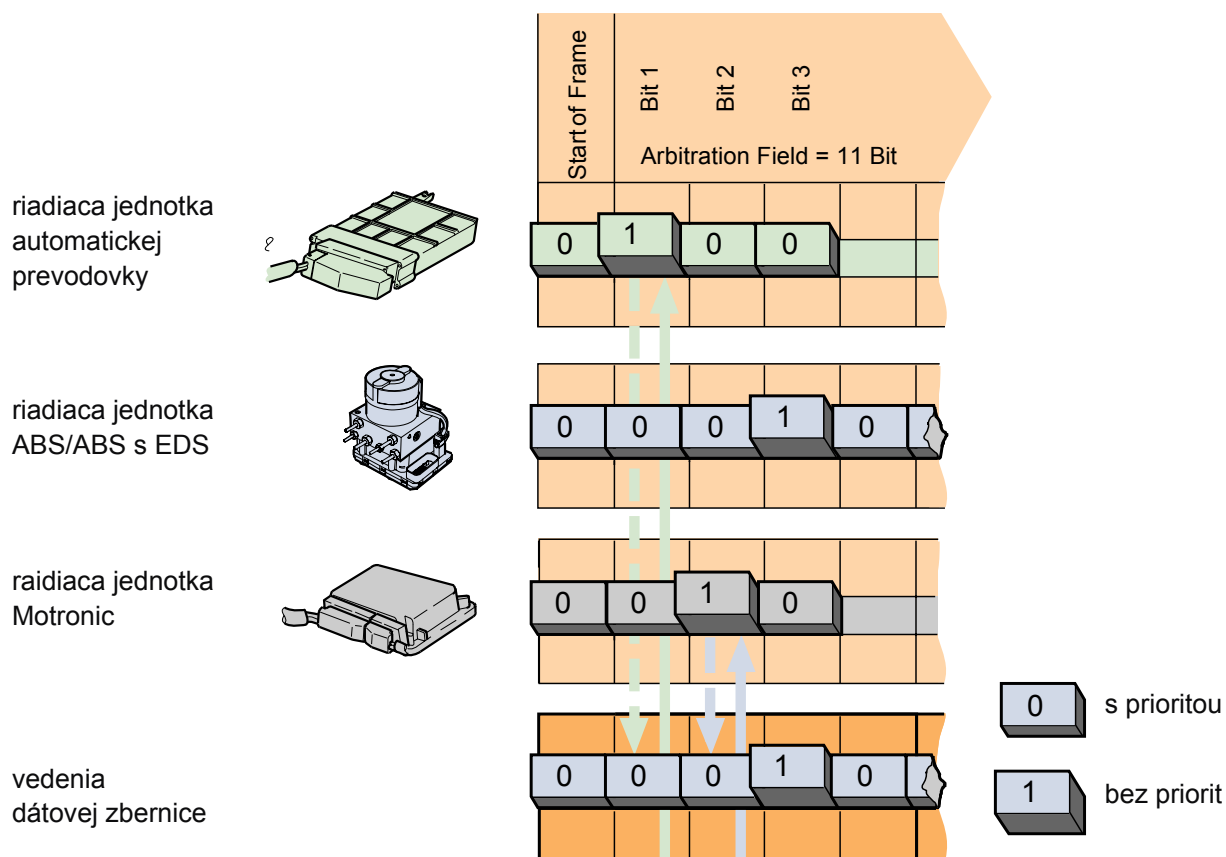 Start of Frame
Bit 1
Bit 2
Bit 3
Arbitration Field = 11 Bit
riadiaca jednotka
automatickej
prevodovky
0 1 0 0
riadiaca jednotka
ABS/ABS s EDS
0 0 0 1 0
raidiaca jednotka
Motronic
0 0 1 0
vedenia
dátovej zbernice
0 0 0 1 0
0 s prioritou
1 bez priorit